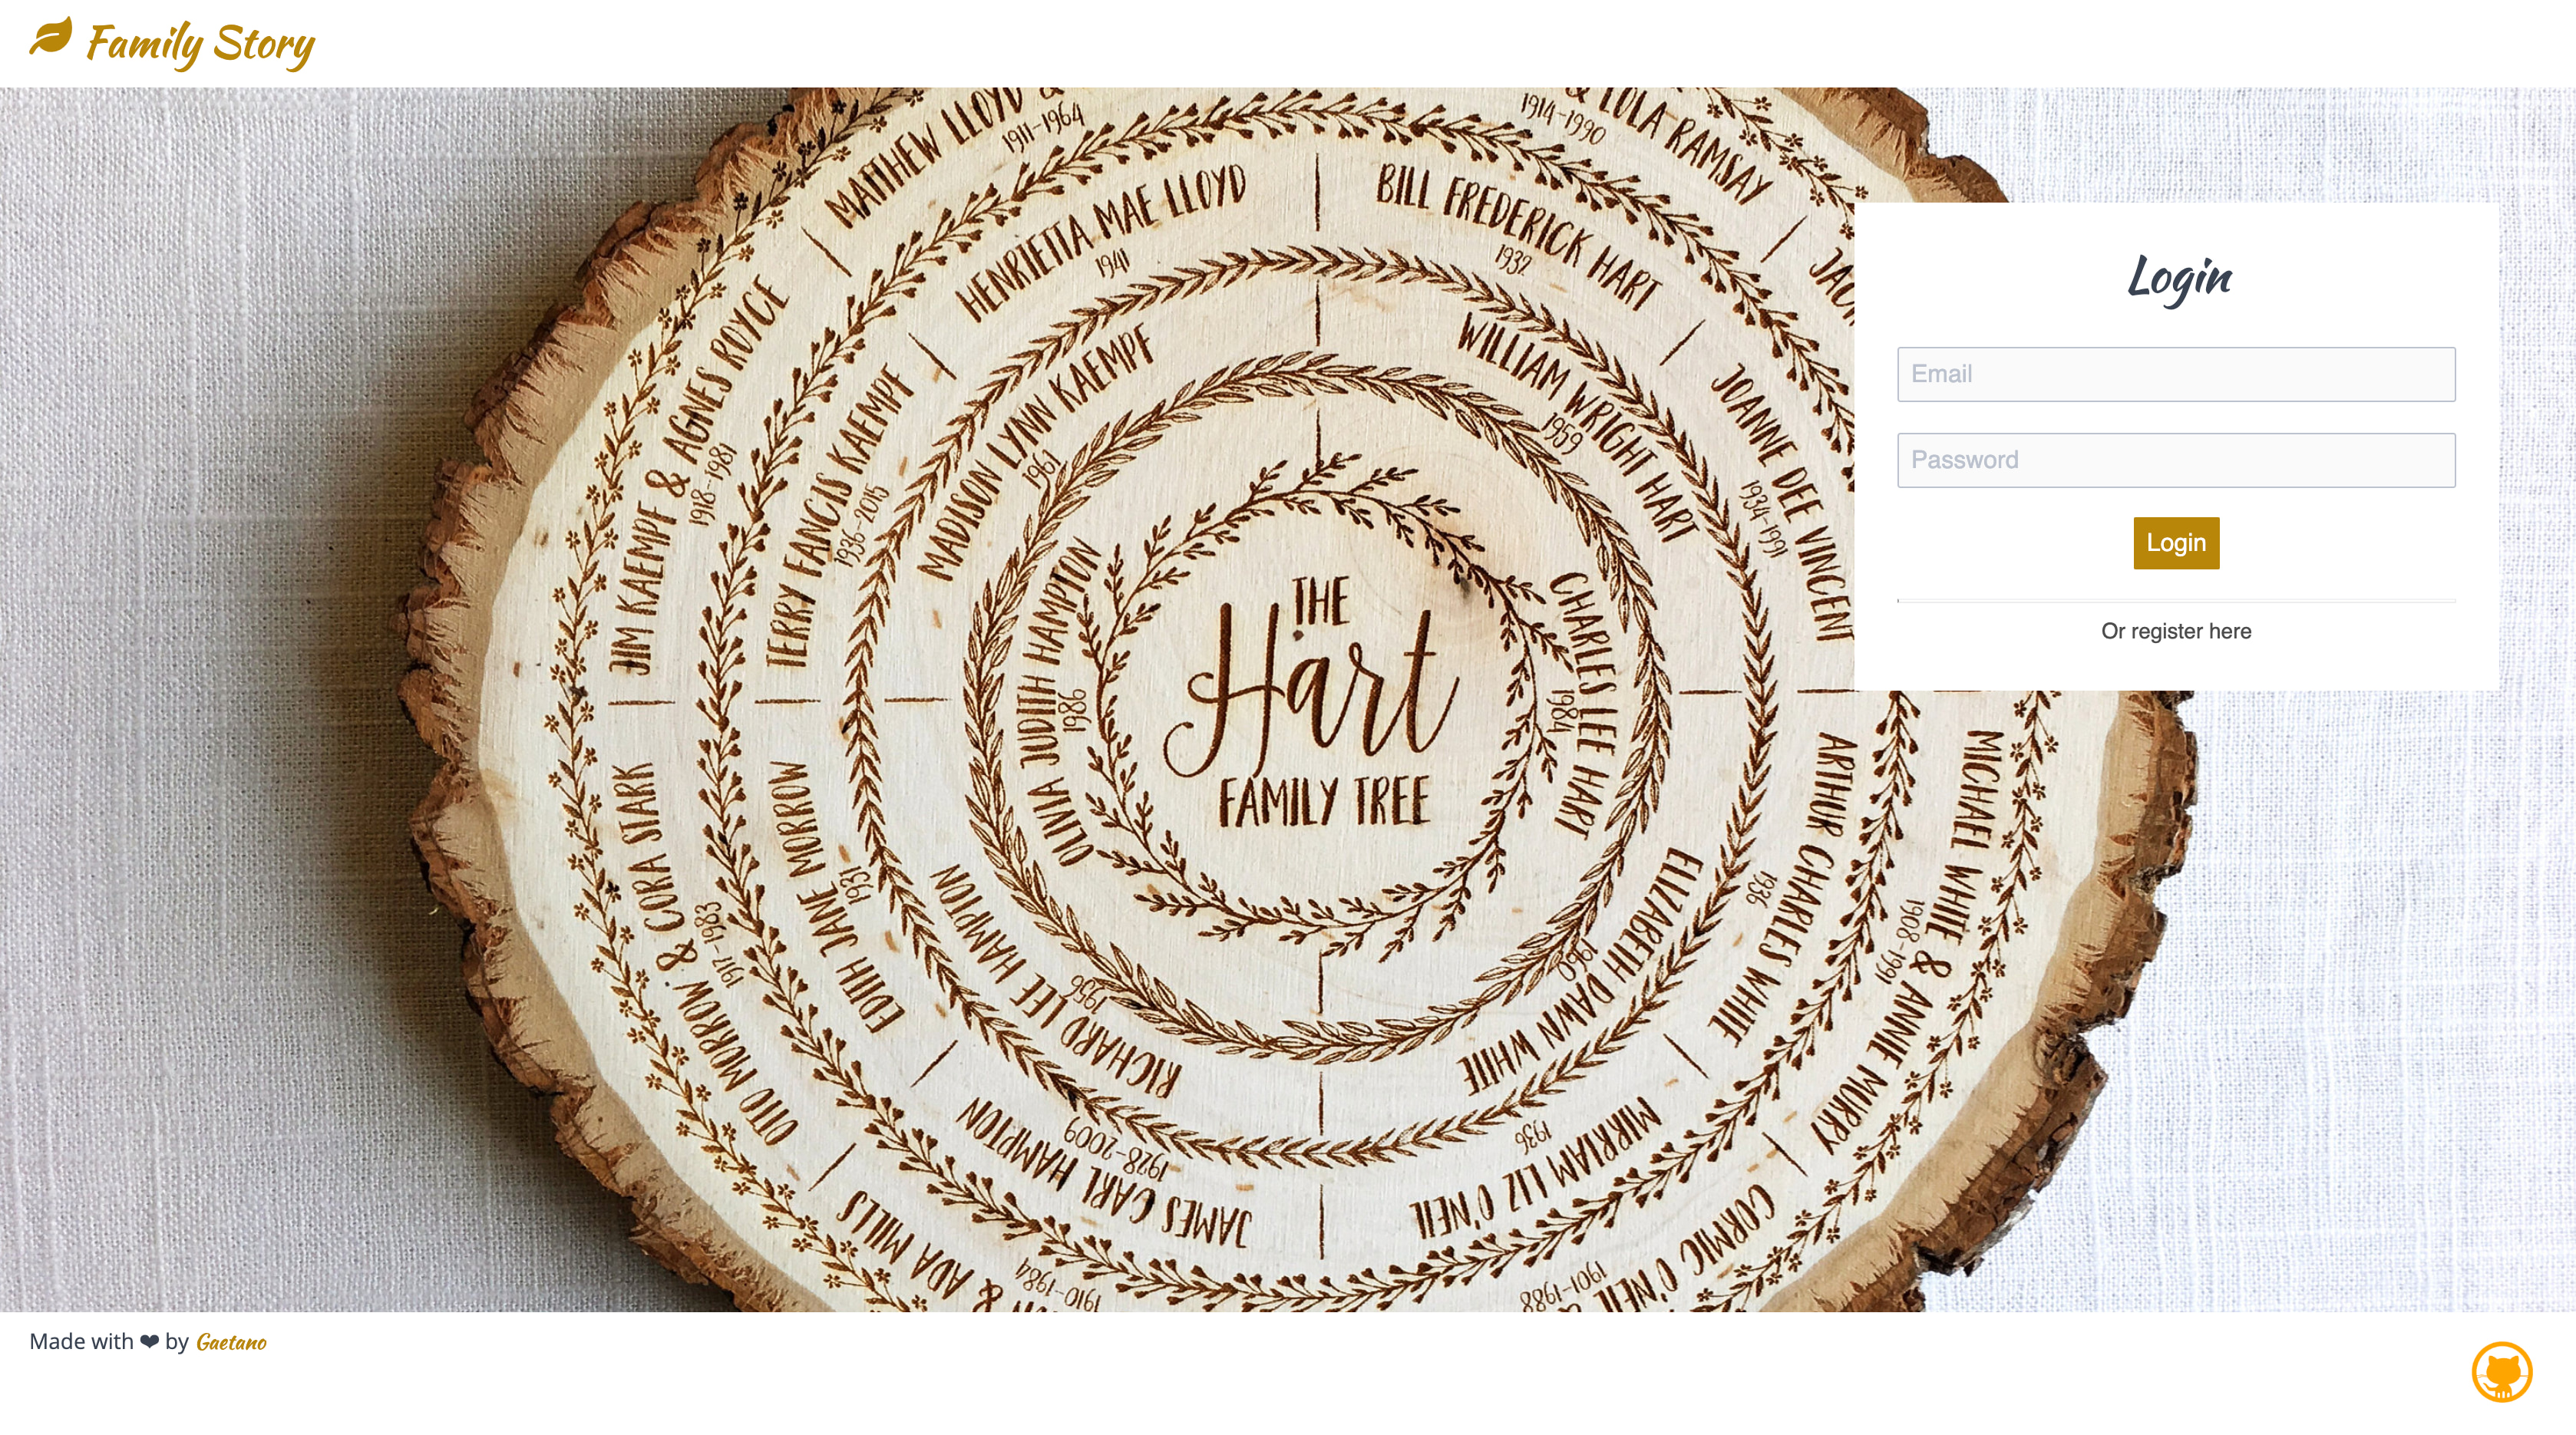 Family Story
MATTHEW LLOYD &
1911-1964
& LOLA RAMSAY
1914-1990
HENRIETTA MAE LLOYD
1941
BILL FREDERICK HART
1932
JIM KAEMPF & AGNES ROYCE
1918-1981
TERRY FANCIS KAEMPF
1936-2015
MADISON LYNN KAEMPF
1961
WILLIAM WRIGHT HART
1959
JOANNE DEE VINCENT
1934-1991
OLIVIA JUDITH HAMPTON
1986
THE
Hart
FAMILY TREE
CHARLES LEE HART
1984
OTTO MORROW & CORA STARK
1917-1983
EDITH JANE MORROW
1931
RICHARD LEE HAMPTON
1956
ELIZABETH DAWN WHITE
1960
ARTHUR CHARLES WHITE
1936
MICHAEL WHITE & ANNIE MURRY
1908-1991
JAMES CARL HAMPTON
1928-2009
MIRRIAM LIZ O'NEIL
1936
& ADA MILLS
1910-1984
CORMIC O'NEIL
1901-1988
Login
Email
Password
Login
Or register here
Made with ❤ by Gaetano